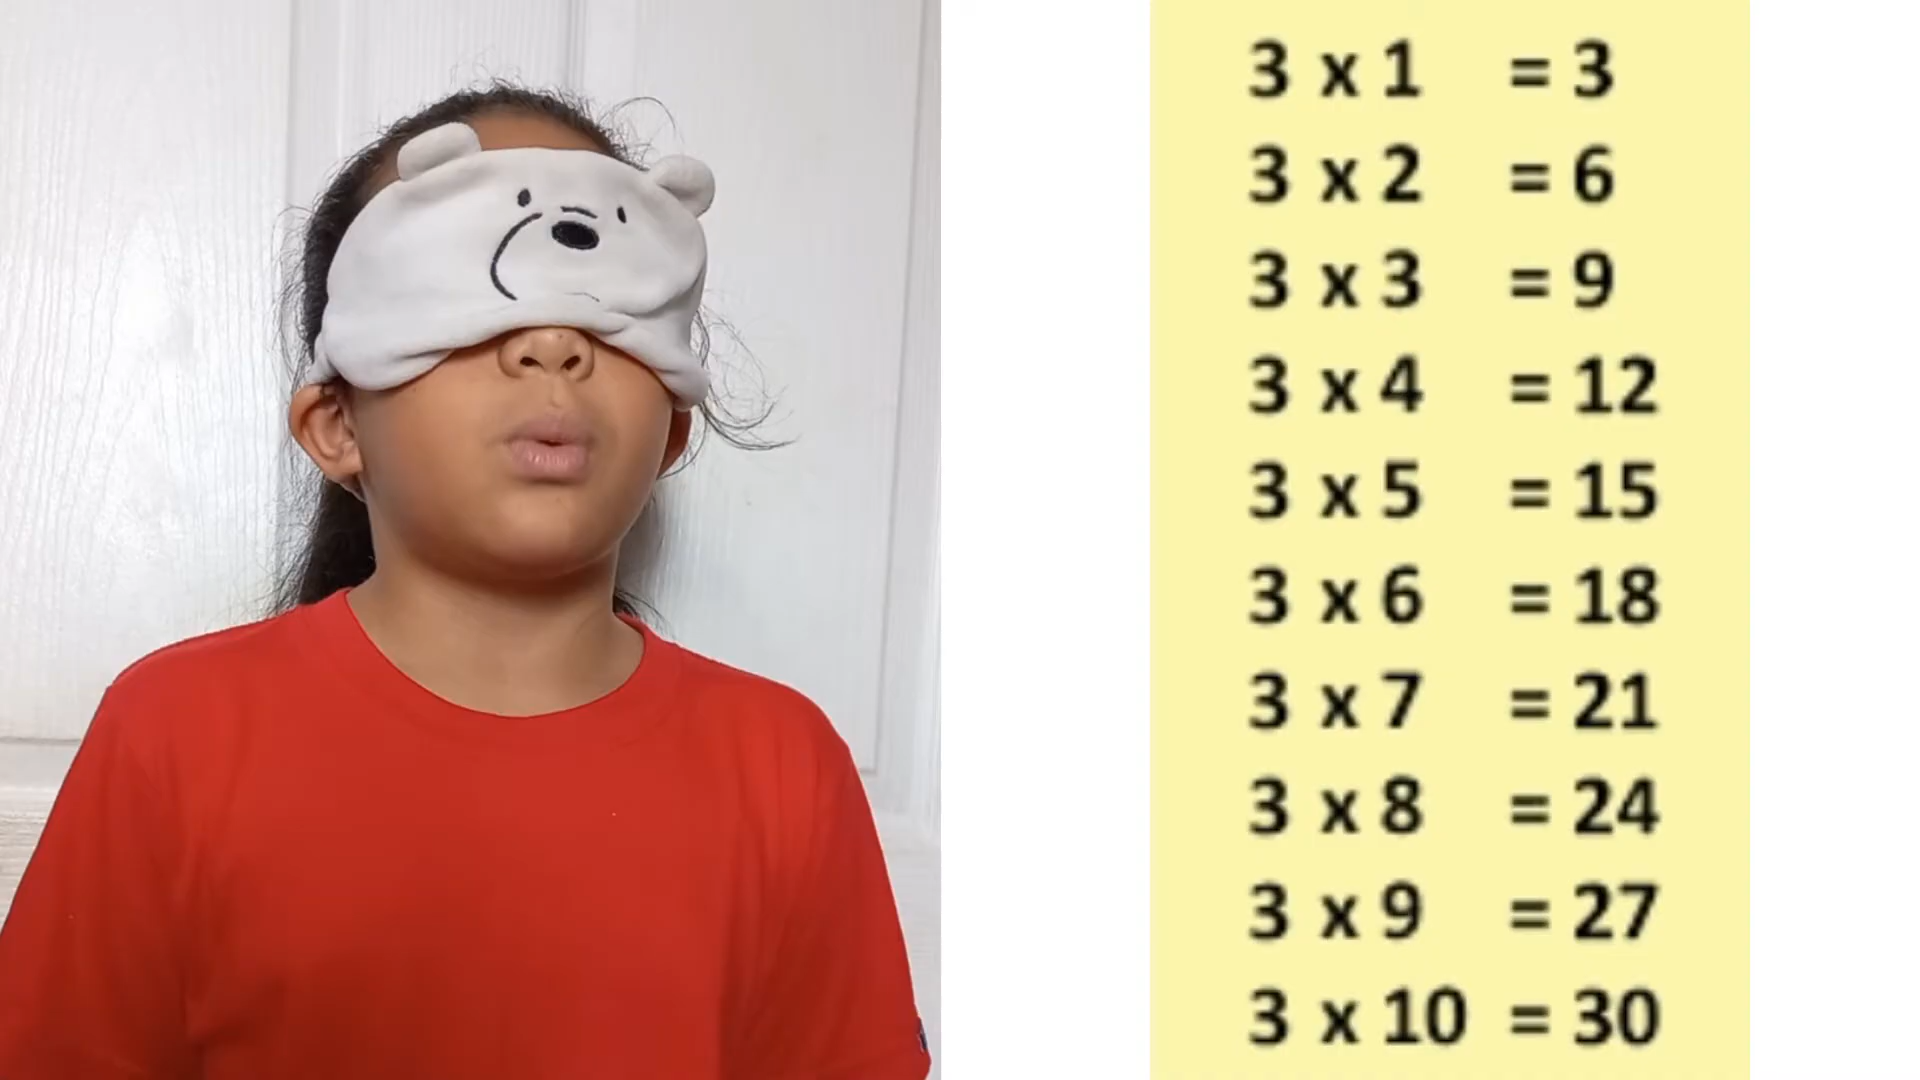 3 x 1 = 3
3 x 2 = 6
3 x 3 = 9
3 x 4 = 12
3 x 5 = 15
3 x 6 = 18
3 x 7 = 21
3 x 8 = 24
3 x 9 = 27
3 x 10 = 30